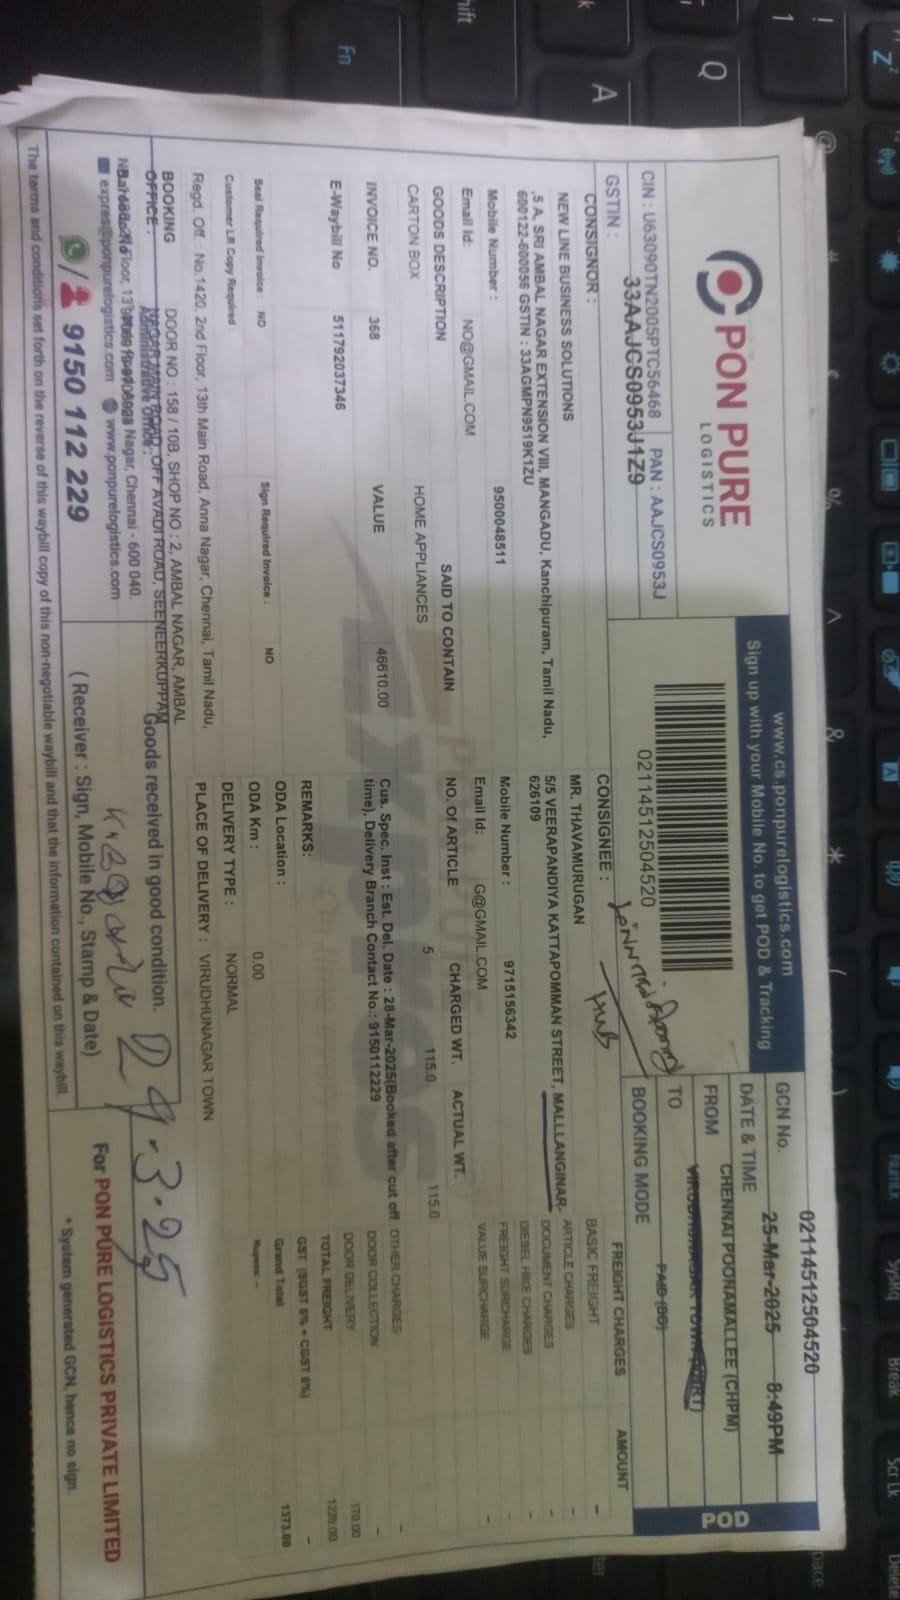 PON PURE
LOGISTICS
CIN : U63090TN2005PTC56468 PAN : AAJCS0953J
GSTIN : 33AAJCS0953J1Z9
www.cs.ponpurelogistics.com
Sign up with your Mobile No. to get POD & Tracking
02114512504520
POD
GCN No. 02114512504520
DATE & TIME 25-Mar-2025 8:49PM
FROM CHENNAI POONAMALLEE (CHPM)
TO
BOOKING MODE PAID
CONSIGNOR :
NEW LINE BUSINESS SOLUTIONS
,5 A, SRI AMBAL NAGAR EXTENSION VIII, MANGADU, Kanchipuram, Tamil Nadu,
600122-600056 GSTIN : 33AGMPN9519K1ZU
Mobile Number : 9500048511
Email Id: NO@GMAIL.COM
CONSIGNEE :
MR. THAVAMURUGAN
5/5 VEERAPANDIYA KATTAPOMMAN STREET, MALLLANGINAR-
626109
Mobile Number : 9715156342
Email Id: G@GMAIL.COM
GOODS DESCRIPTION SAID TO CONTAIN NO. Of ARTICLE CHARGED WT. ACTUAL WT.
CARTON BOX HOME APPLIANCES 5 115.0 115.0
INVOICE NO. 368 VALUE 46610.00
E-Waybill No 511792037346
Cus. Spec. Inst : Est. Del. Date : 28-Mar-2025(Booked after cut off
time), Delivery Branch Contact No.: 9150112229
REMARKS:
Seal Required Invoice : NO Sign Required Invoice : NO
Customer LR Copy Required :
ODA Location :
ODA Km : 0.00
DELIVERY TYPE : NORMAL
PLACE OF DELIVERY : VIRUDHUNAGAR TOWN
FREIGHT CHARGES AMOUNT
BASIC FREIGHT -
ARTICLE CHARGES -
DOCUMENT CHARGES -
DIESEL HIKE CHARGES -
FREIGHT SURCHARGE -
VALUE SURCHARGE -
OTHER CHARGES -
DOOR COLLECTION -
DOOR DELIVERY 170.00
TOTAL FREIGHT
GST (SGST 6% + CGST 6%) -
Grand Total 1373.00
Rupees: -
Regd. Off. : No.1420, 2nd Floor, 13th Main Road, Anna Nagar, Chennai, Tamil Nadu,
BOOKING OFFICE : DOOR NO : 158 / 10B, SHOP NO : 2, AMBAL NAGAR, AMBAL
NAGAR MAIN ROAD, OFF AVADI ROAD, SEENEERKUPPAM
Administrative Office :
Anna Nagar, Chennai - 600 040.
expres@ponpurelogistics.com www.ponpurelogistics.com
9150 112 229
Goods received in good condition.
29.3.25
( Receiver : Sign, Mobile No., Stamp & Date)
For PON PURE LOGISTICS PRIVATE LIMITED
* System generated GCN, hence no sign.
The terms and conditions set forth on the reverse of this waybill copy of this non-negotiable waybill and that the information contained on this waybill.